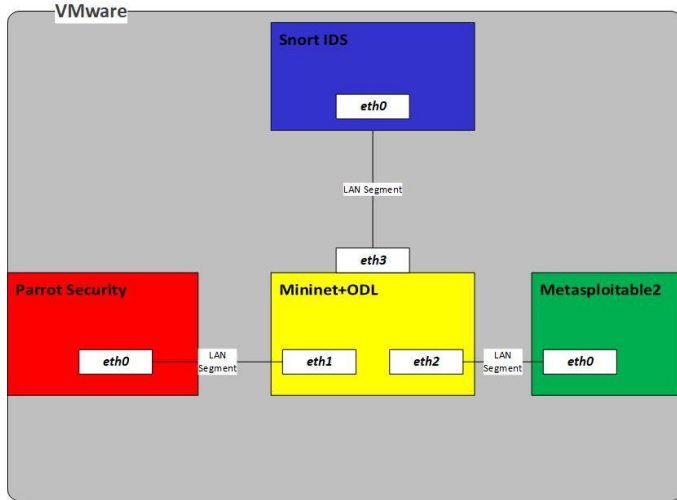 VMware
Snort IDS
eth0
LAN Segment
eth3
Parrot Security
Mininet+ODL
Metasploitable2
eth0
LAN
Segment
eth1
eth2
LAN
Segment
eth0